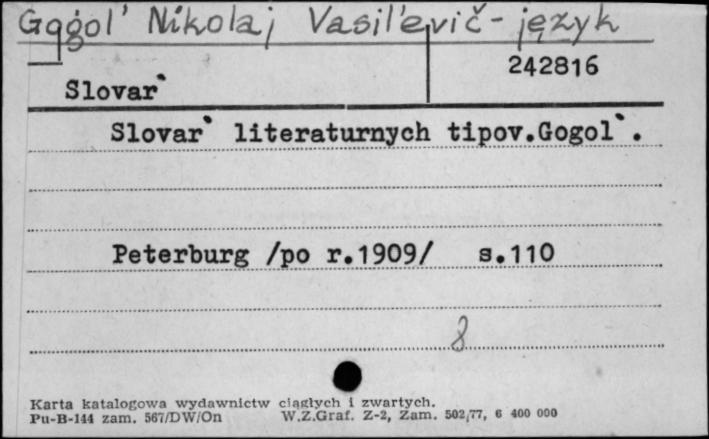 Gogol' Nikolaj Vasil'evič - język
242816
Slovar`
Slovar` literaturnych tipov.Gogol`.
Peterburg /po r.1909/ s.110
8
Karta katalogowa wydawnictw ciągłych i zwartych.
Pu-B-144 zam. 567/DW/On W.Z.Graf. Z-2, Zam. 502/77, 6 400 000